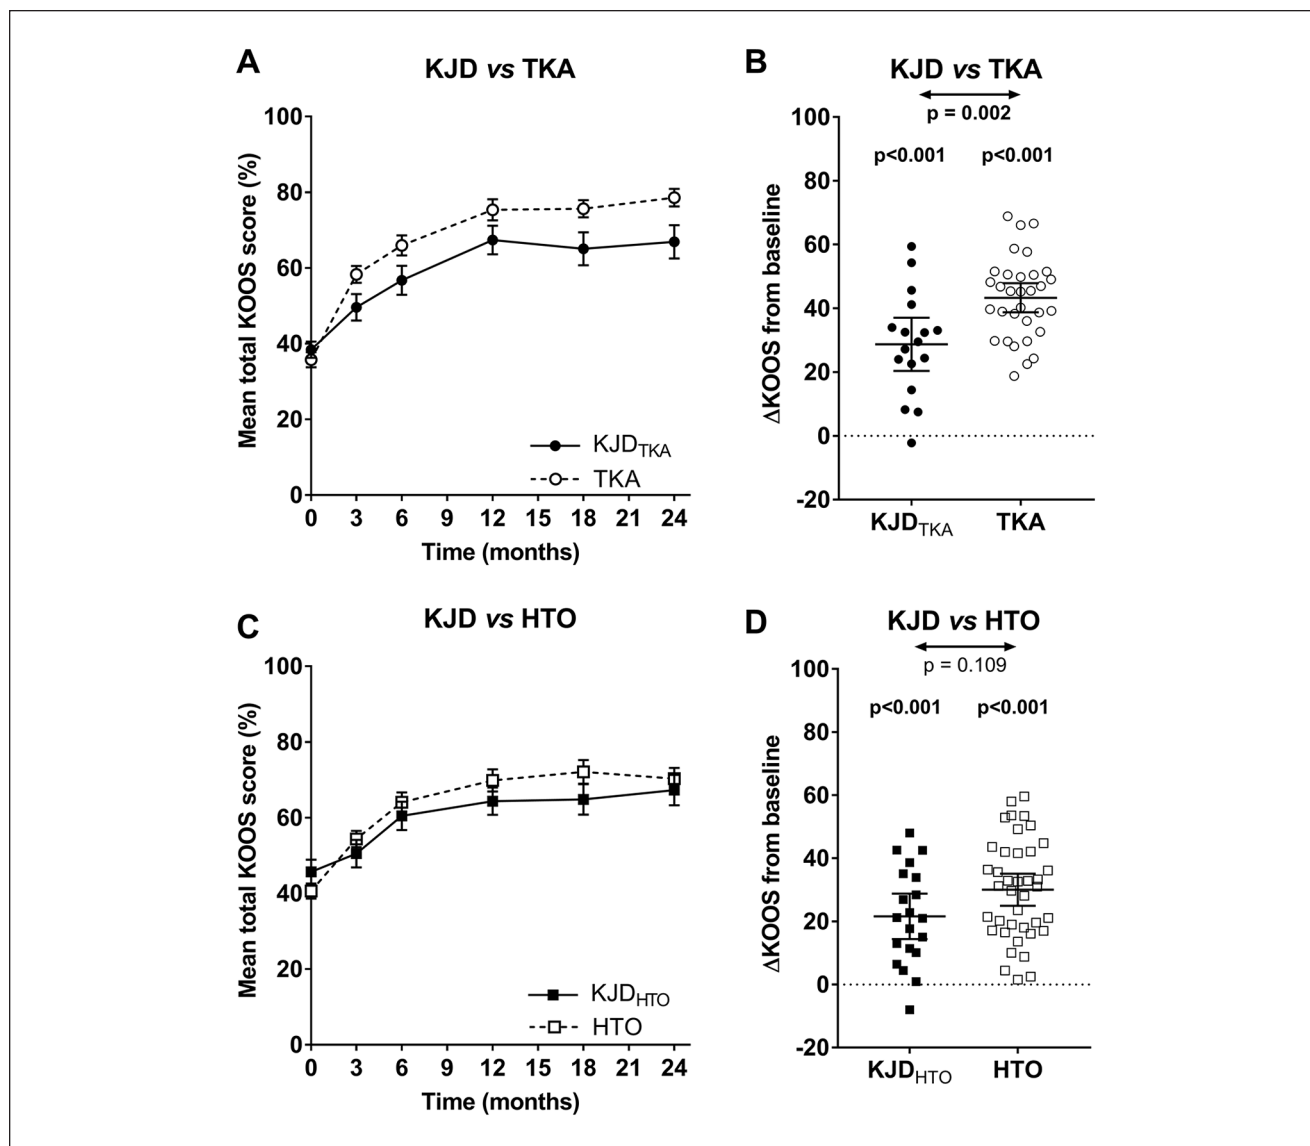 A
KJD vs TKA
Mean total KOOS score (%)
100
80
60
40
20
0
0 3 6 9 12 15 18 21 24
Time (months)
KJDTKA
TKA
B
KJD vs TKA
p = 0.002
p<0.001 p<0.001
ΔKOOS from baseline
100
80
60
40
20
0
-20
KJDTKA TKA
C
KJD vs HTO
Mean total KOOS score (%)
100
80
60
40
20
0
0 3 6 9 12 15 18 21 24
Time (months)
KJDHTO
HTO
D
KJD vs HTO
p = 0.109
p<0.001 p<0.001
ΔKOOS from baseline
100
80
60
40
20
0
-20
KJDHTO HTO